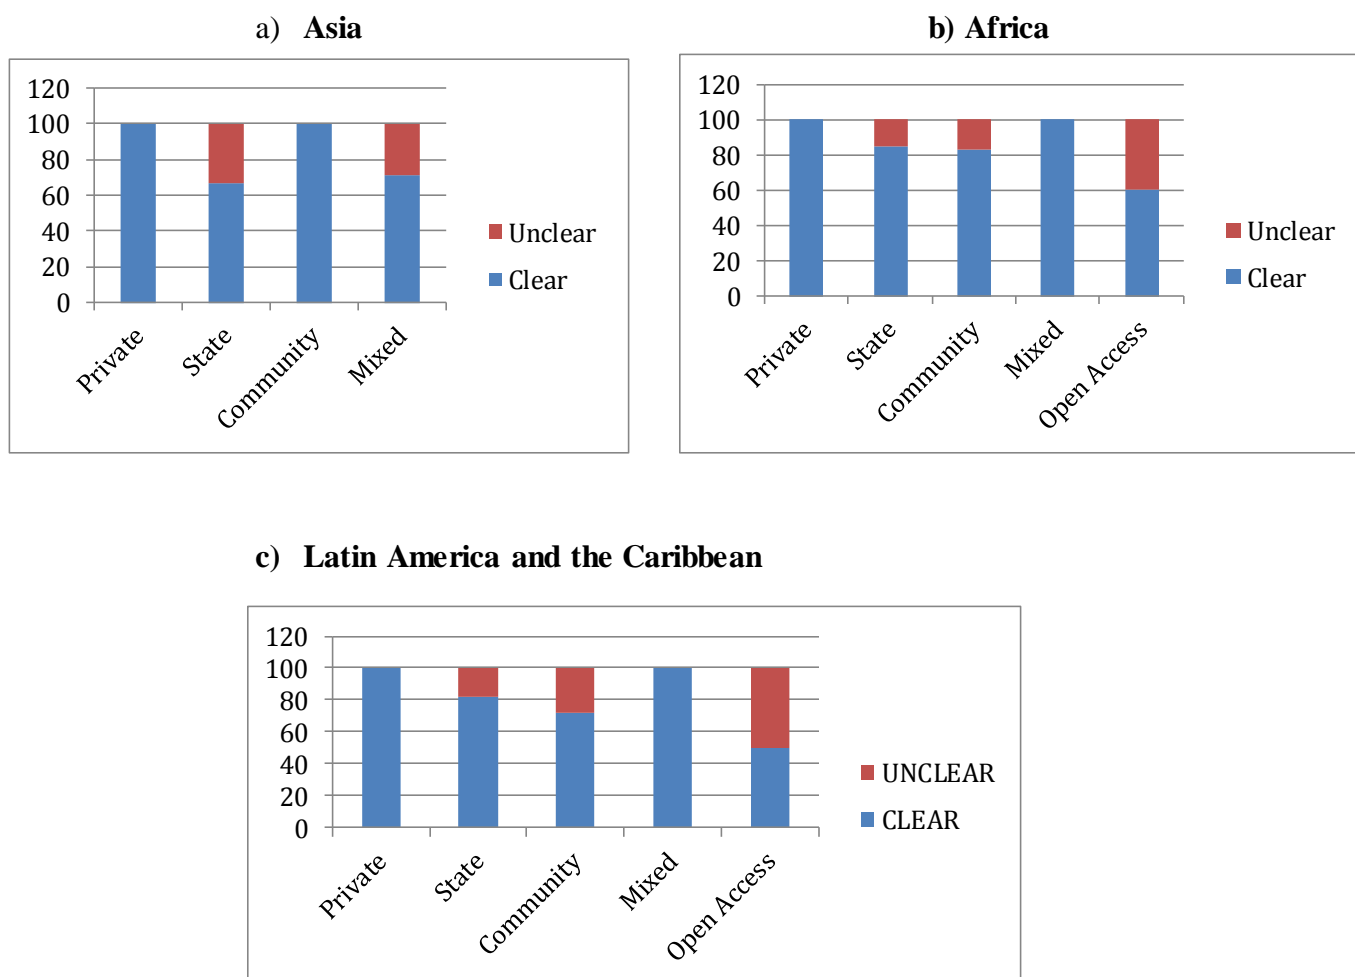 a) Asia
120
100
80
60
40
20
0
Private
State
Community
Mixed
Unclear
Clear
b) Africa
120
100
80
60
40
20
0
Private
State
Community
Mixed
Open Access
Unclear
Clear
c) Latin America and the Caribbean
120
100
80
60
40
20
0
Private
State
Community
Mixed
Open Access
UNCLEAR
CLEAR